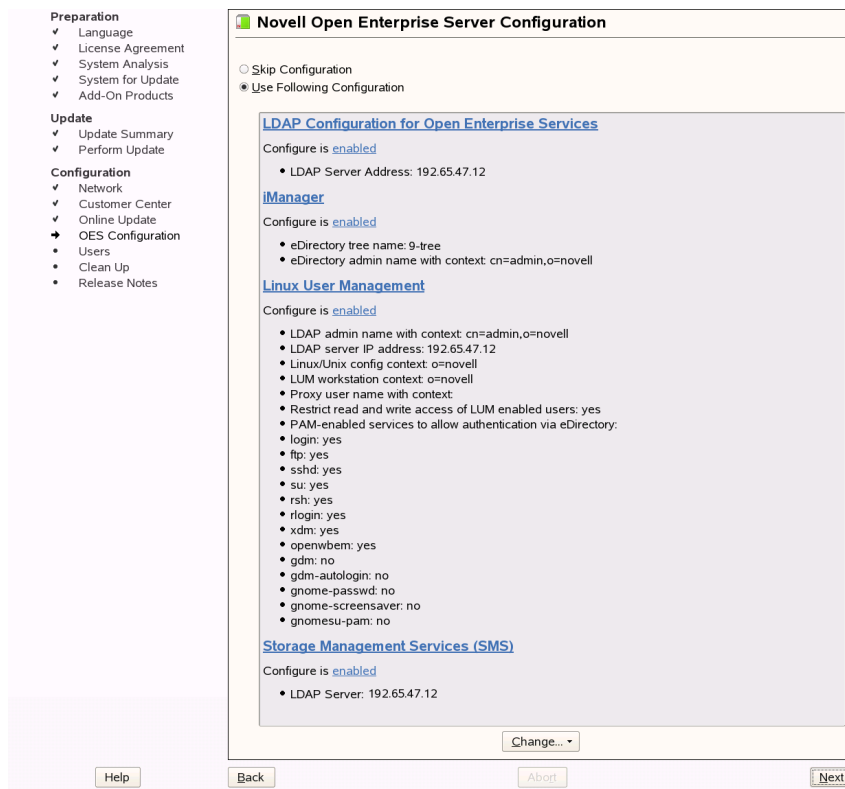 Preparation
Language
License Agreement
System Analysis
System for Update
Add-On Products
Update
Update Summary
Perform Update
Configuration
Network
Customer Center
Online Update
OES Configuration
Users
Clean Up
Release Notes
Novell Open Enterprise Server Configuration
Skip Configuration
Use Following Configuration
LDAP Configuration for Open Enterprise Services
Configure is enabled
LDAP Server Address: 192.65.47.12
iManager
Configure is enabled
eDirectory tree name: 9-tree
eDirectory admin name with context: cn=admin,o=novell
Linux User Management
Configure is enabled
LDAP admin name with context: cn=admin,o=novell
LDAP server IP address: 192.65.47.12
Linux/Unix config context: o=novell
LUM workstation context: o=novell
Proxy user name with context:
Restrict read and write access of LUM enabled users: yes
PAM-enabled services to allow authentication via eDirectory:
login: yes
ftp: yes
sshd: yes
su: yes
rsh: yes
rlogin: yes
xdm: yes
openwbem: yes
gdm: no
gdm-autologin: no
gnome-passwd: no
gnome-screensaver: no
gnomesu-pam: no
Storage Management Services (SMS)
Configure is enabled
LDAP Server: 192.65.47.12
Change...
Help
Back
Abort
Next